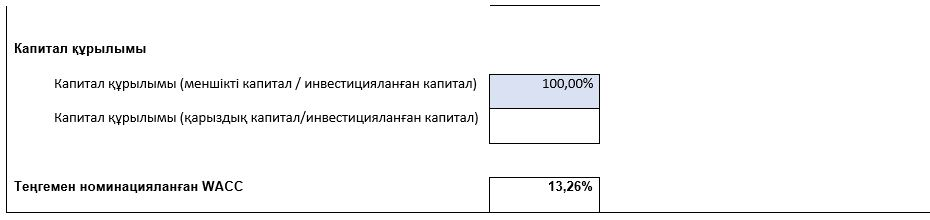 Капитал құрылымы
Капитал құрылымы (меншікті капитал / инвестицияланған капитал) 100,00%
Капитал құрылымы (қарыздық капитал/инвестицияланған капитал)
Теңгемен номинацияланған WACC 13,26%